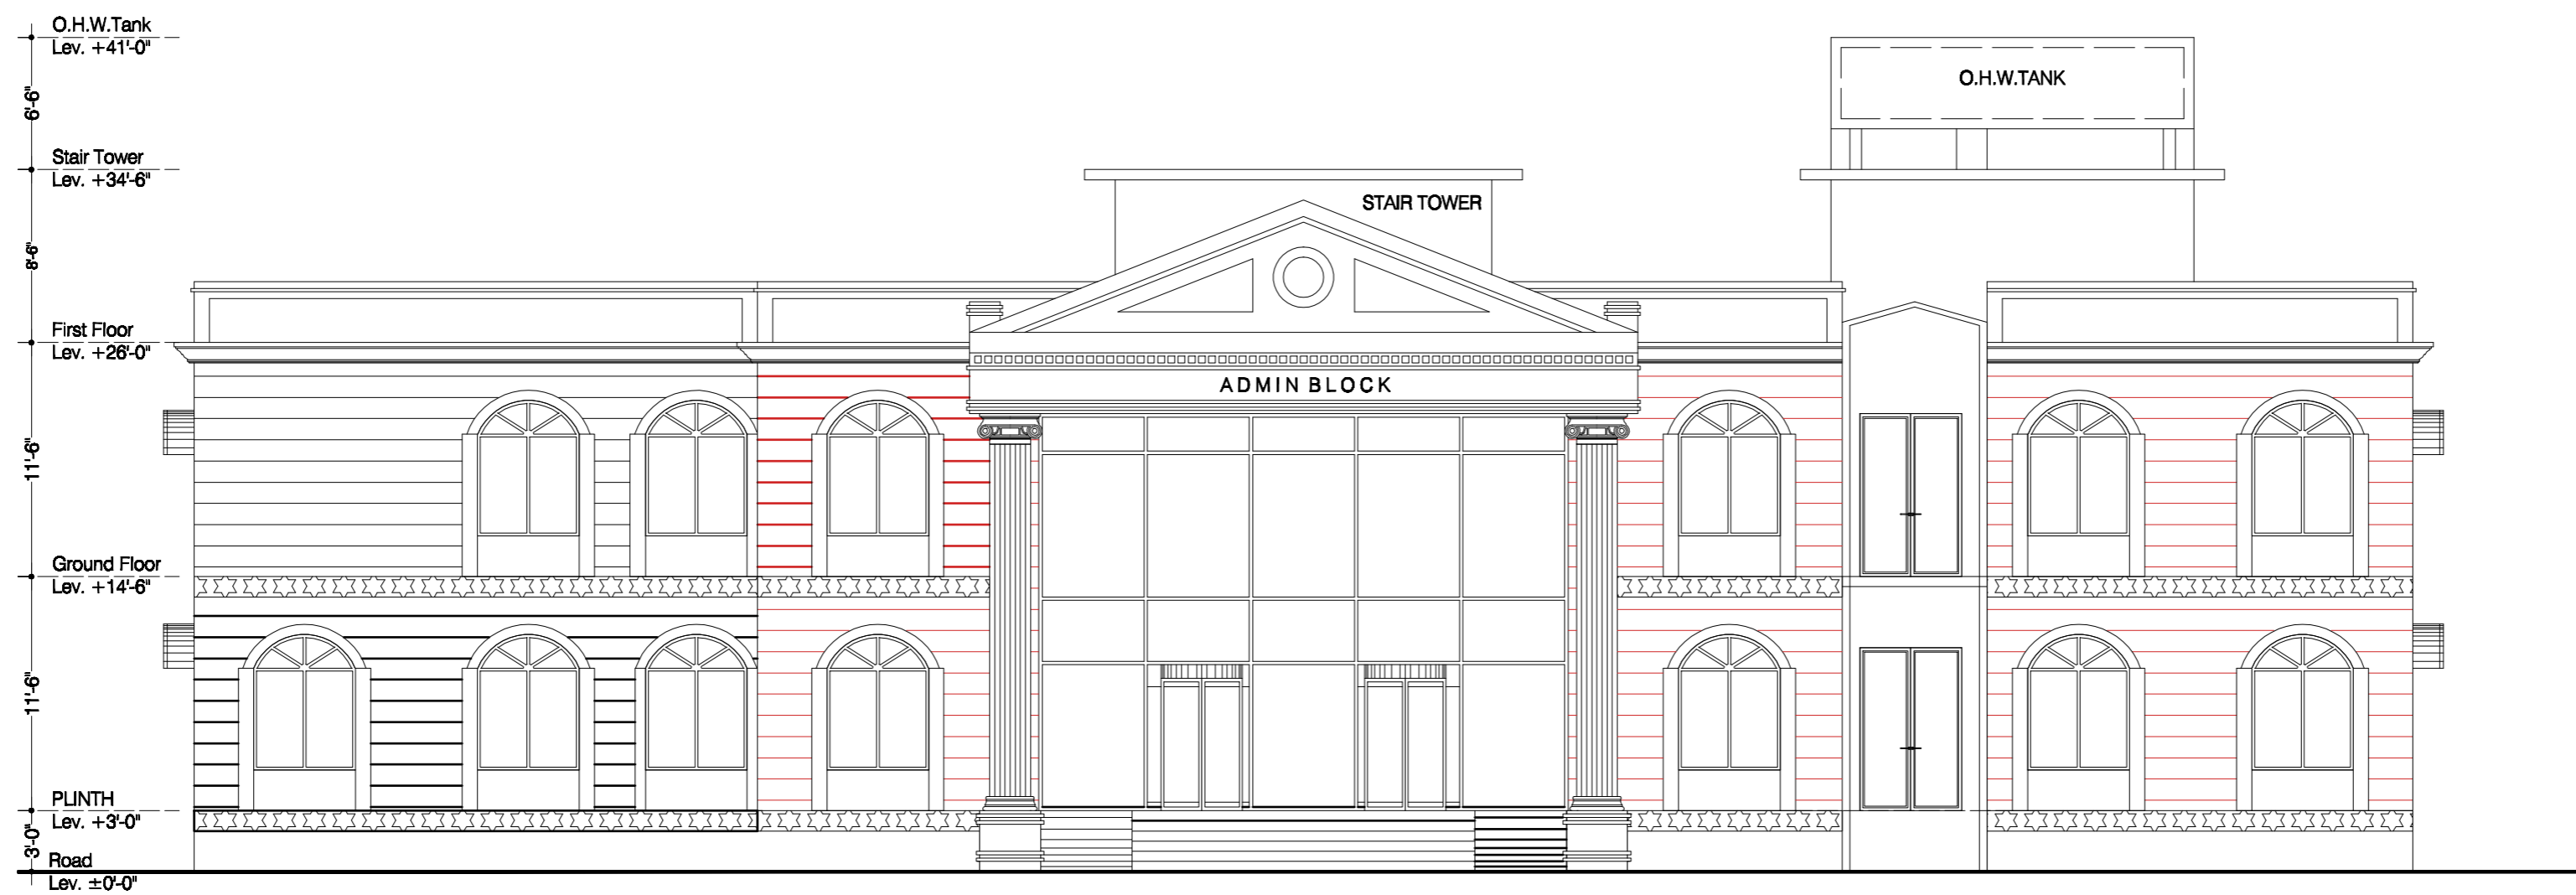 O.H.W.Tank
Lev. +41'-0"
6'-6"
O.H.W.TANK
Stair Tower
Lev. +34'-6"
STAIR TOWER
8'-6"
First Floor
Lev. +26'-0"
ADMIN BLOCK
11'-6"
Ground Floor
Lev. +14'-6"
11'-6"
PLINTH
Lev. +3'-0"
3'-0"
Road
Lev. ±0'-0"